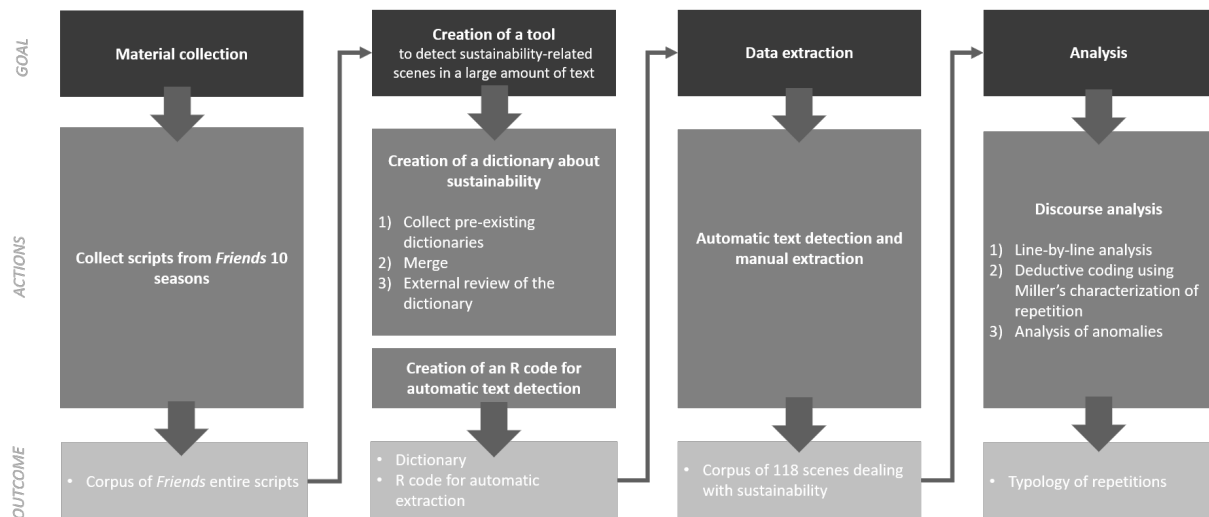 GOAL
Material collection
Creation of a tool
to detect sustainability-related
scenes in a large amount of text
Data extraction
Analysis
ACTIONS
Collect scripts from Friends 10
seasons
Creation of a dictionary about
sustainability
1) Collect pre-existing
dictionaries
2) Merge
3) External review of the
dictionary
Creation of an R code for
automatic text detection
Automatic text detection and
manual extraction
Discourse analysis
1) Line-by-line analysis
2) Deductive coding using
Miller's characterization of
repetition
3) Analysis of anomalies
OUTCOME
• Corpus of Friends entire scripts
• Dictionary
• R code for automatic
extraction
• Corpus of 118 scenes dealing
with sustainability
• Typology of repetitions